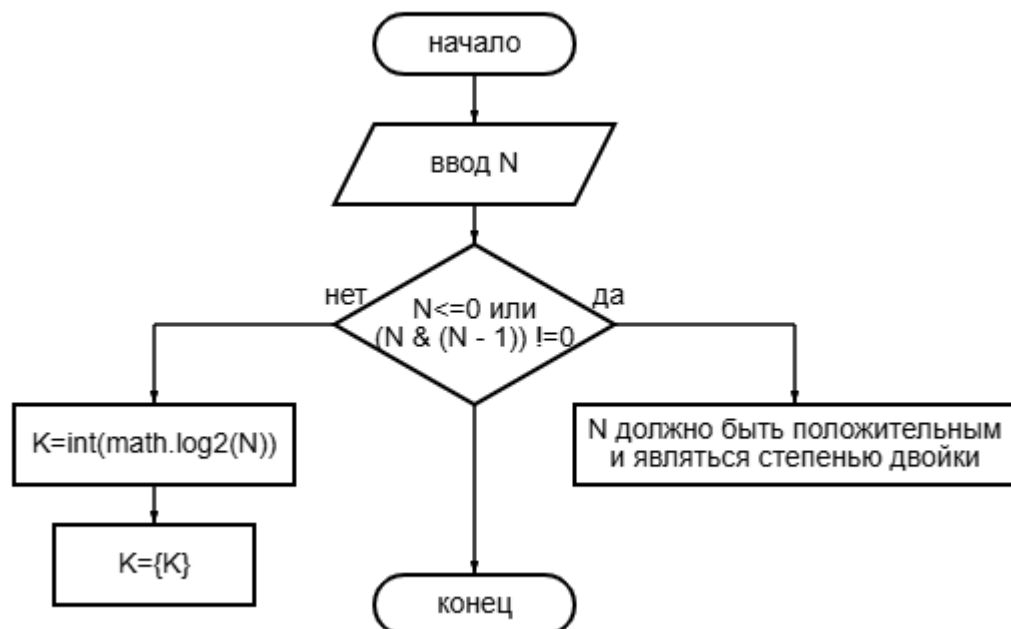 начало
ввод N
нет
да
N<=0 или
(N & (N - 1)) !=0
K=int(math.log2(N))
N должно быть положительным
и являться степенью двойки
K={K}
конец